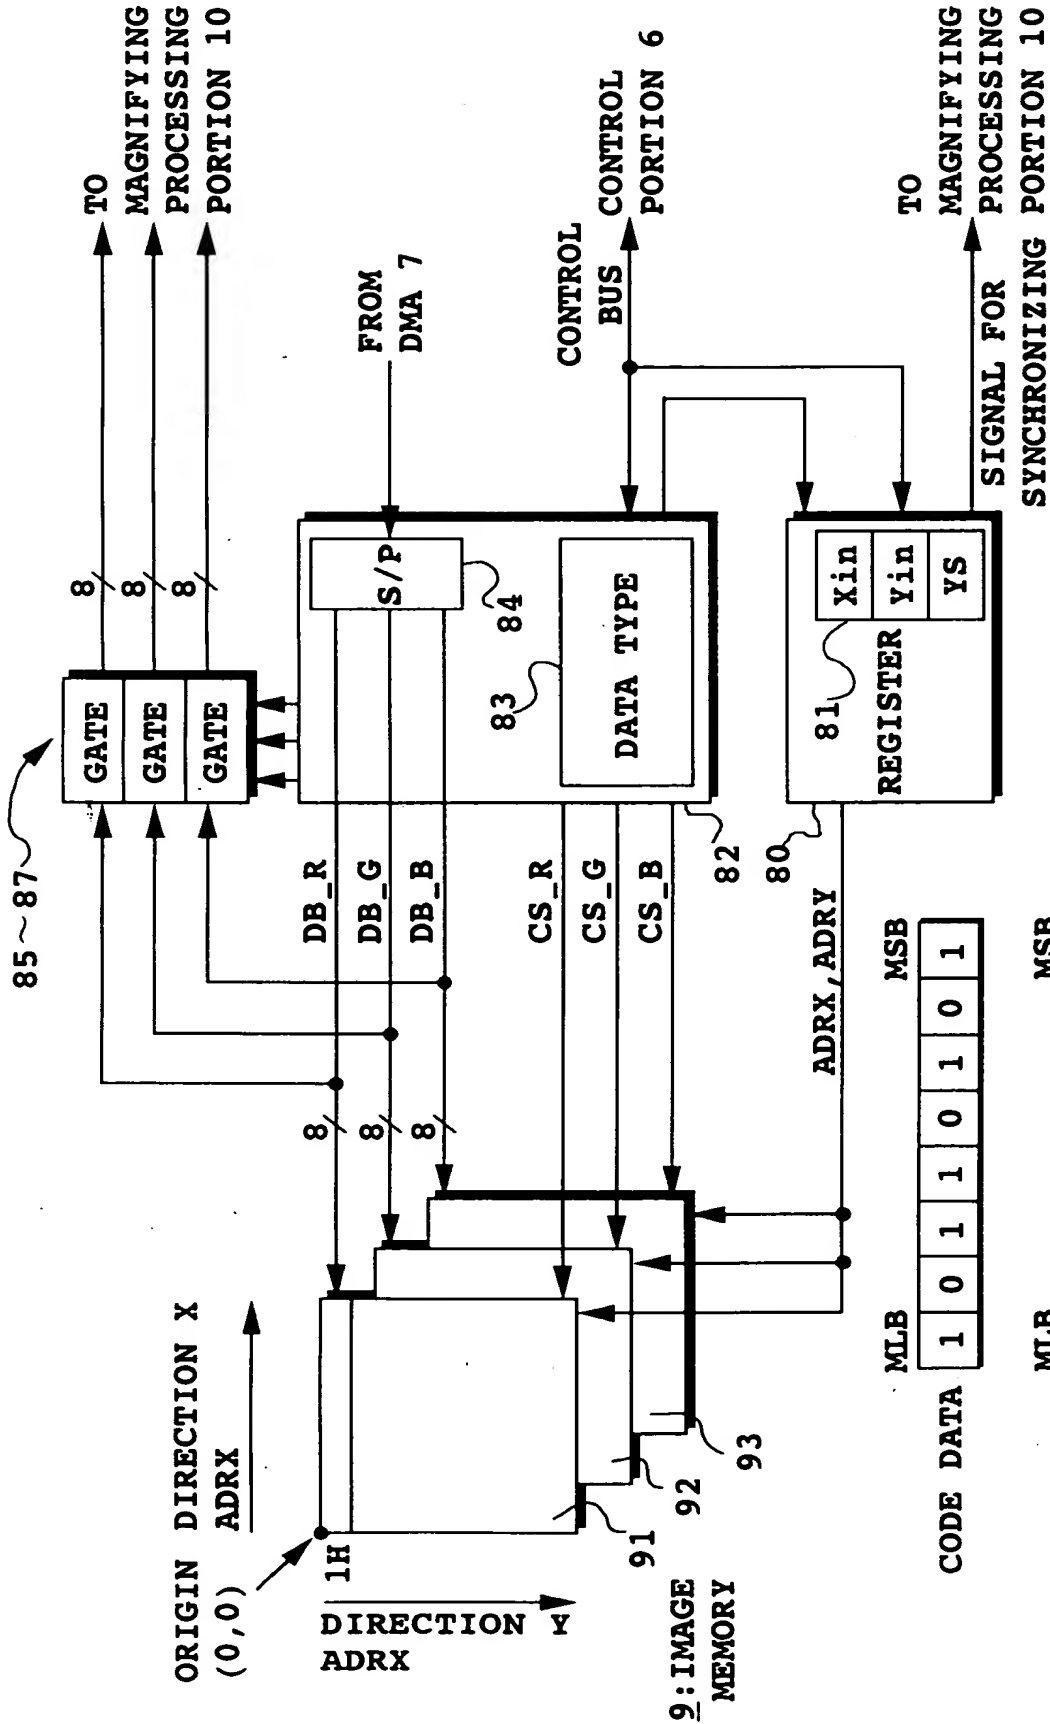 85~87
GATE
GATE
GATE
8
8
8
TO
MAGNIFYING
PROCESSING
PORTION 10
ORIGIN DIRECTION X
(0,0)
ADRX
1H
DIRECTION Y
ADRX
9:IMAGE
MEMORY
91
92
93
8
8
8
DB_R
DB_G
DB_B
CS_R
CS_G
CS_B
S/P
84
83
DATA TYPE
82
FROM
DMA 7
CONTROL
BUS
CONTROL
PORTION 6
80
81
REGISTER
Xin
Yin
YS
ADRX,ADRY
TO
MAGNIFYING
PROCESSING
PORTION 10
SIGNAL FOR
SYNCHRONIZING
MLB
MSB
CODE DATA
1 0 1 1 0 1 0 1
MLB
MSB